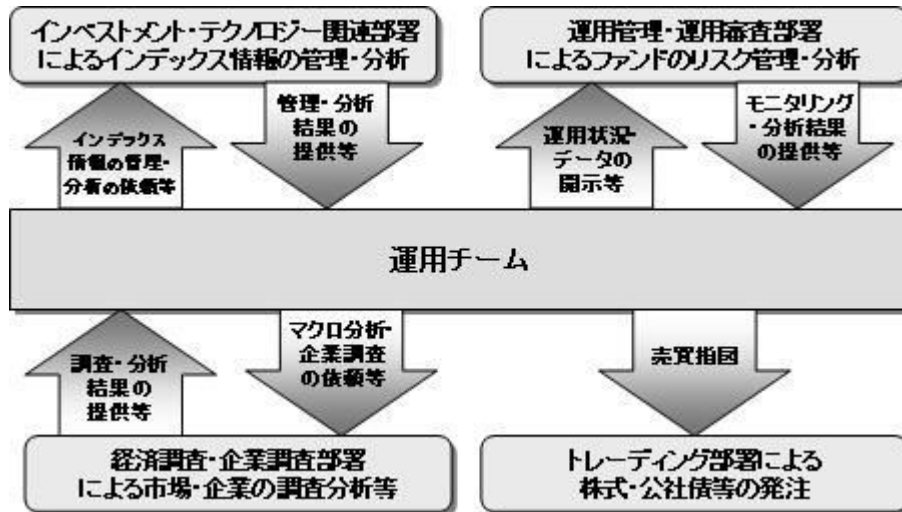 インベストメント・テクノロジー関連部署
によるインデックス情報の管理・分析
運用管理・運用審査部署
によるファンドのリスク管理・分析
インデックス
情報の管理・
分析の依頼等
管理・分析
結果の
提供等
運用状況・
データの
開示等
モニタリング
・分析結果
の提供等
運用チーム
調査・分析
結果の
提供等
マクロ分析・
企業調査
の依頼等
売買指図
経済調査・企業調査部署
による市場・企業の調査分析等
トレーディング部署による
株式・公社債等の発注